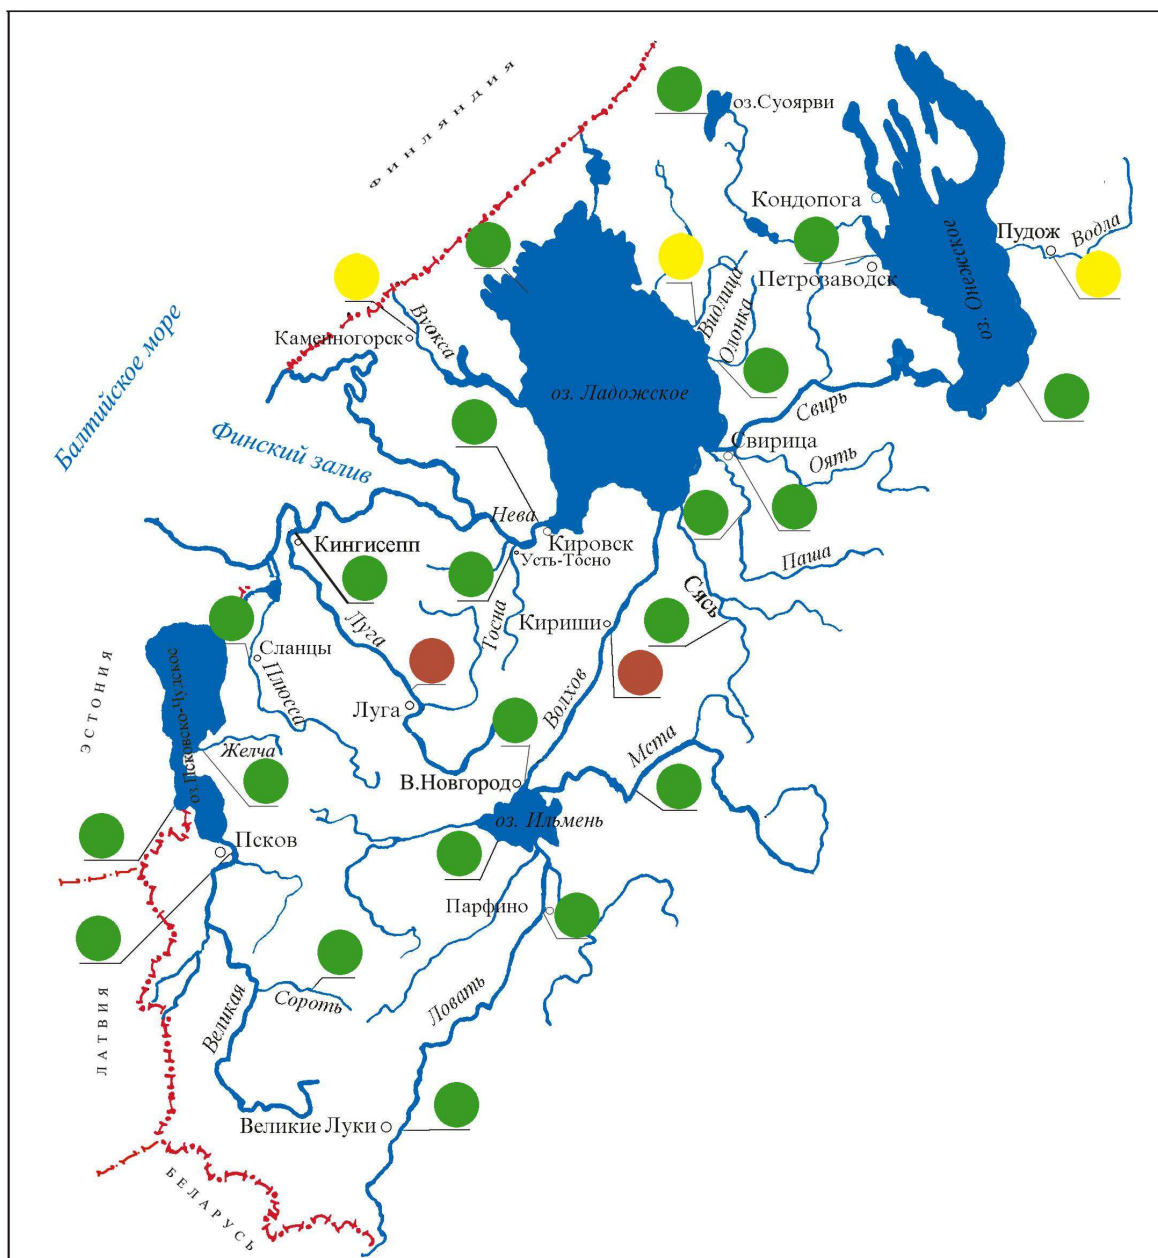 ФИНЛЯНДИЯ
оз.Суоярви
Кондопога
Пудож
Водла
Петрозаводск
оз. Онежское
Видлица
Олонка
Вуокса
Каменногорск
Балтийское море
оз. Ладожское
Свирь
Финский залив
Свирица
Оять
Нева
Кировск
Усть-Тосно
Кингисепп
Паша
Сясь
Тосна
Кириши
Луга
Сланцы
Плюсса
Луга
Волхов
ЭСТОНИЯ
оз.Псковско-Чудское
Желча
Мста
В.Новгород
оз. Ильмень
Псков
Парфино
Сороть
Великая
Ловать
ЛАТВИЯ
Великие Луки
БЕЛАРУСЬ